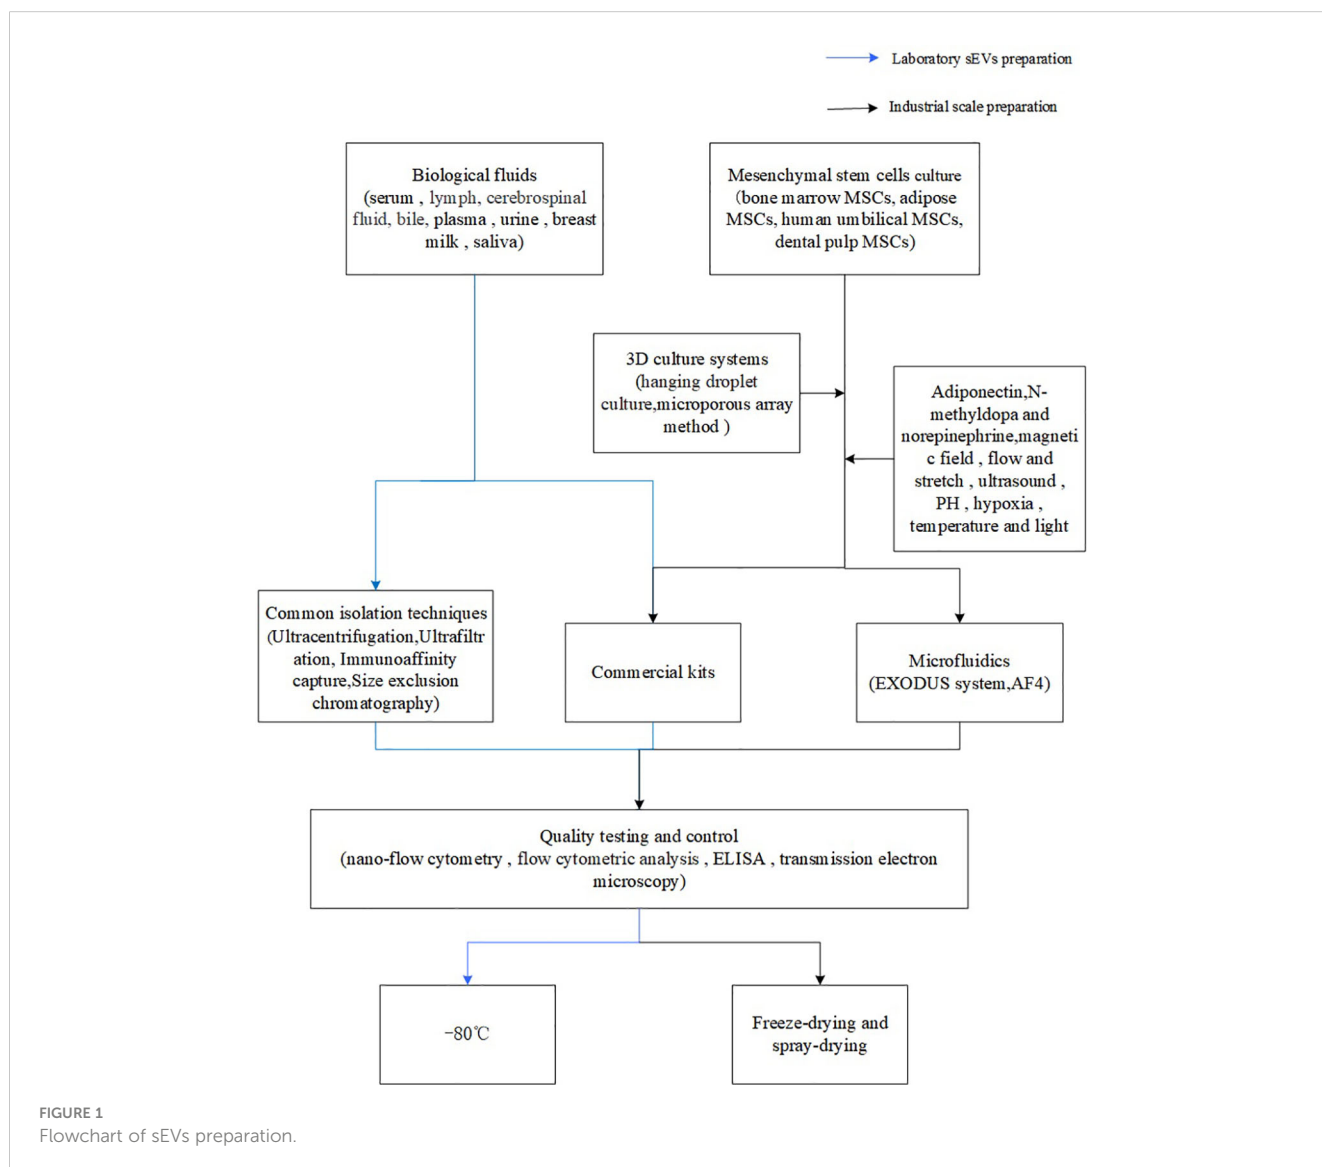 Laboratory sEVs preparation
Industrial scale preparation
Biological fluids
(serum , lymph, cerebrospinal
fluid, bile, plasma , urine , breast
milk , saliva)
Mesenchymal stem cells culture
(bone marrow MSCs, adipose
MSCs, human umbilical MSCs,
dental pulp MSCs)
3D culture systems
(hanging droplet
culture,microporous array
method )
Adiponectin,N-
methyldopa and
norepinephrine,magneti
c field , flow and
stretch , ultrasound ,
PH , hypoxia ,
temperature and light
Common isolation techniques
(Ultracentrifugation,Ultrafiltr
ation, Immunoaffinity
capture,Size exclusion
chromatography)
Commercial kits
Microfluidics
(EXODUS system,AF4)
Quality testing and control
(nano-flow cytometry , flow cytometric analysis , ELISA , transmission electron
microscopy)
-80℃
Freeze-drying and
spray-drying
FIGURE 1
Flowchart of sEVs preparation.